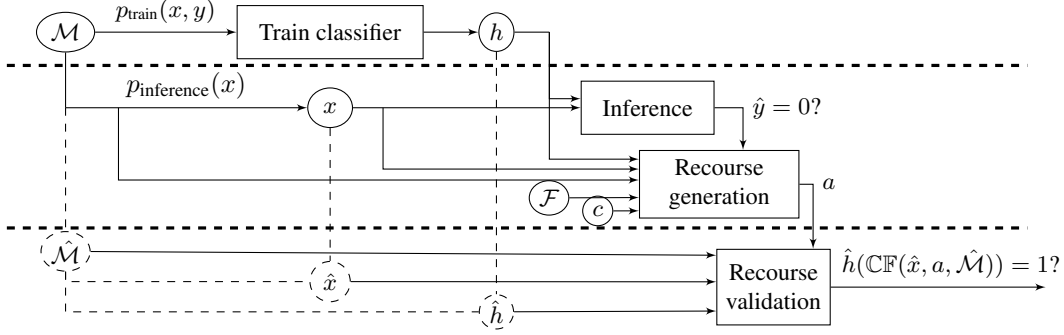 ℳ p_train(x, y) Train classifier h
p_inference(x) x Inference ŷ = 0?
Recourse generation a
ℱ
c
ℳ̂ Recourse validation ĥ(ℂ𝔽(x̂, a, ℳ̂)) = 1?
x̂
ĥ